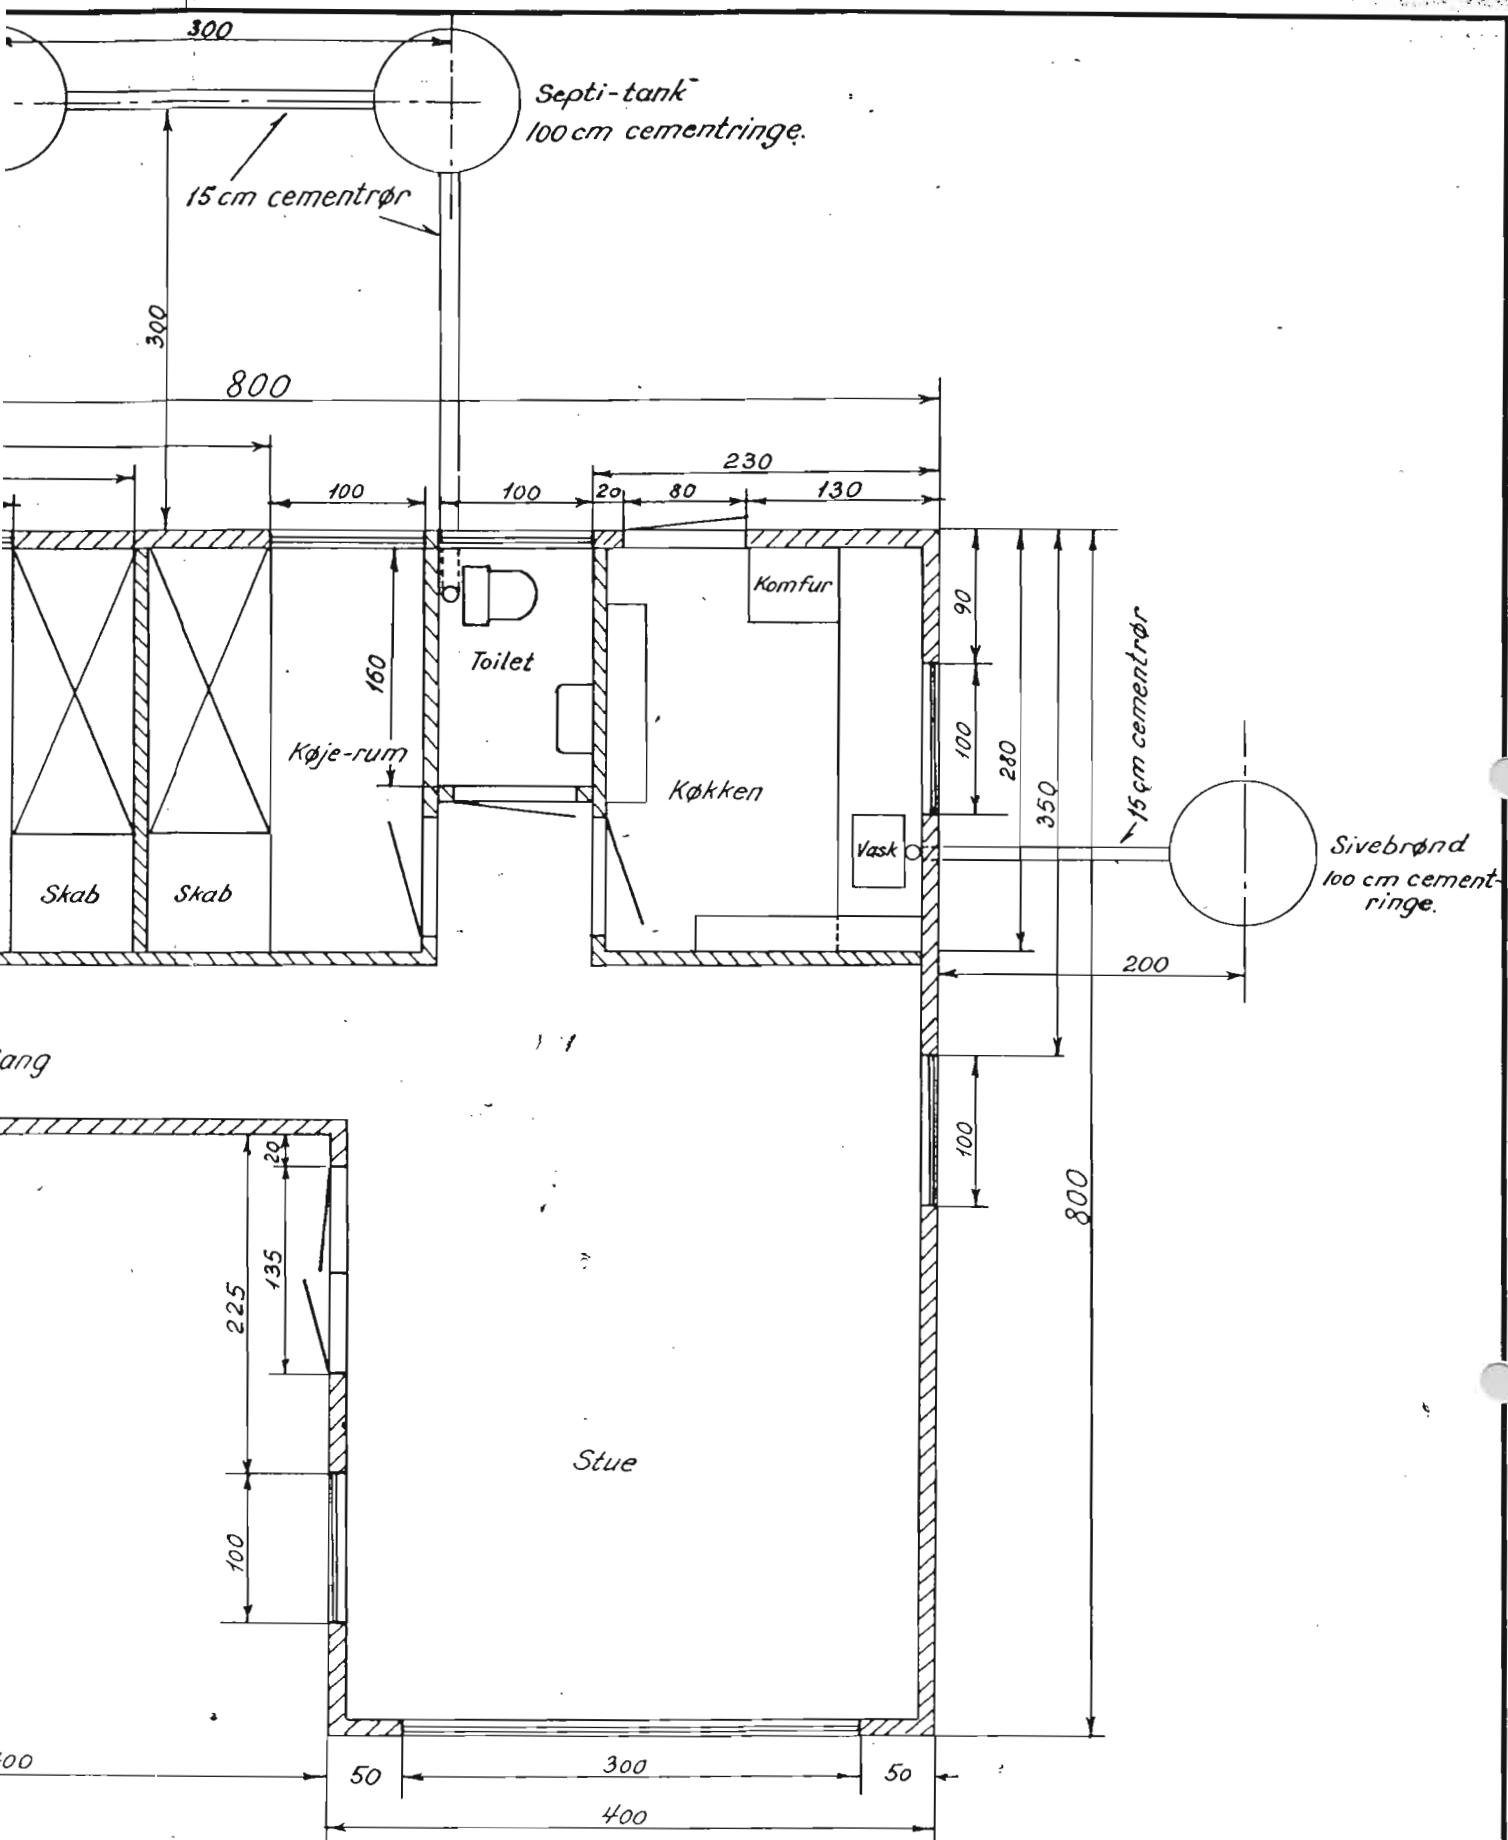 300
Septi-tank
100 cm cementringe.
15 cm cementrør
300
800
230
100
100
20
80
130
Komfur
90
Toilet
160
15 cm cementrør
Køje-rum
100
280
350
Køkken
Vask
Sivebrønd
100 cm cement-
ringe.
Skab
Skab
200
ang
20
100
135
225
800
Stue
100
00
50
300
50
400